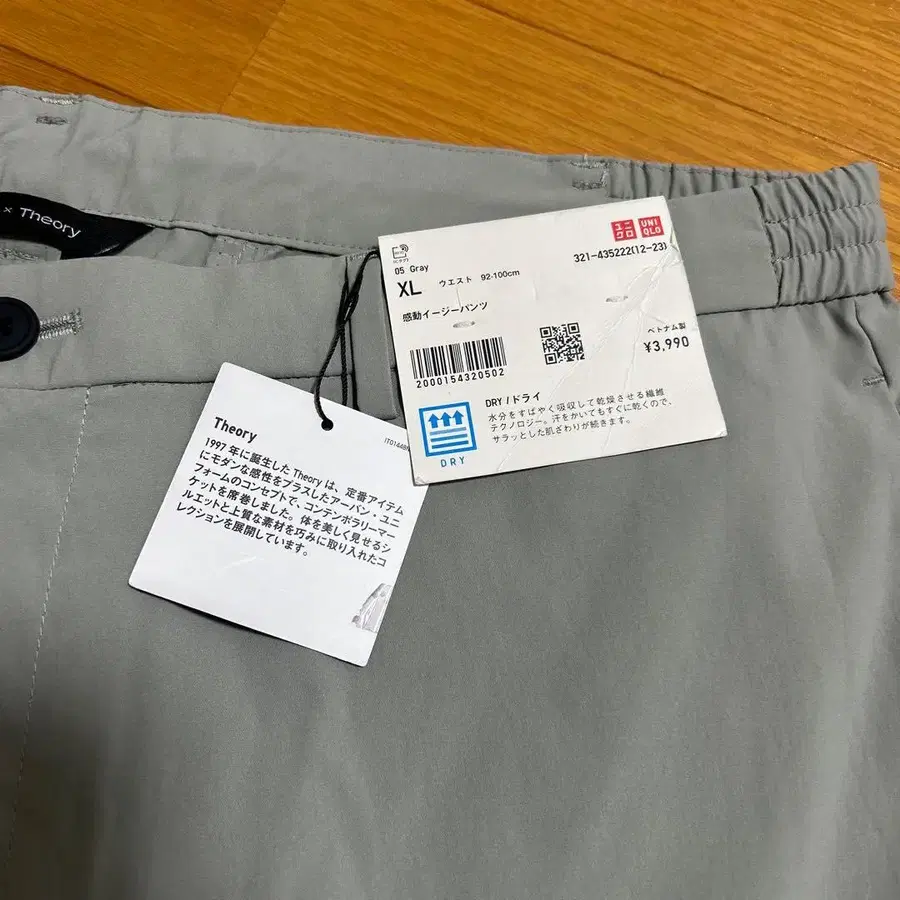 × Theory
ユニ
クロ
UNI
QLO
321-435222(12-23)
05 Gray
XL ウエスト 92-100cm
感動イージーパンツ
ベトナム製
¥3,990
2000154320502
DRY / ドライ
水分をすばやく吸収して乾燥させる繊維
テクノロジー。汗をかいてもすぐに乾くので、
サラッとした肌ざわりが続きます。
DRY
Theory
1997 年に誕生した Theory は、定番アイテム
にモダンな感性をプラスしたアーバン・ユニ
フォームのコンセプトで、コンテンポラリーマー
ケットを席巻しました。体を美しく見せるシ
ルエットと上質な素材を巧みに取り入れたコ
レクションを展開しています。